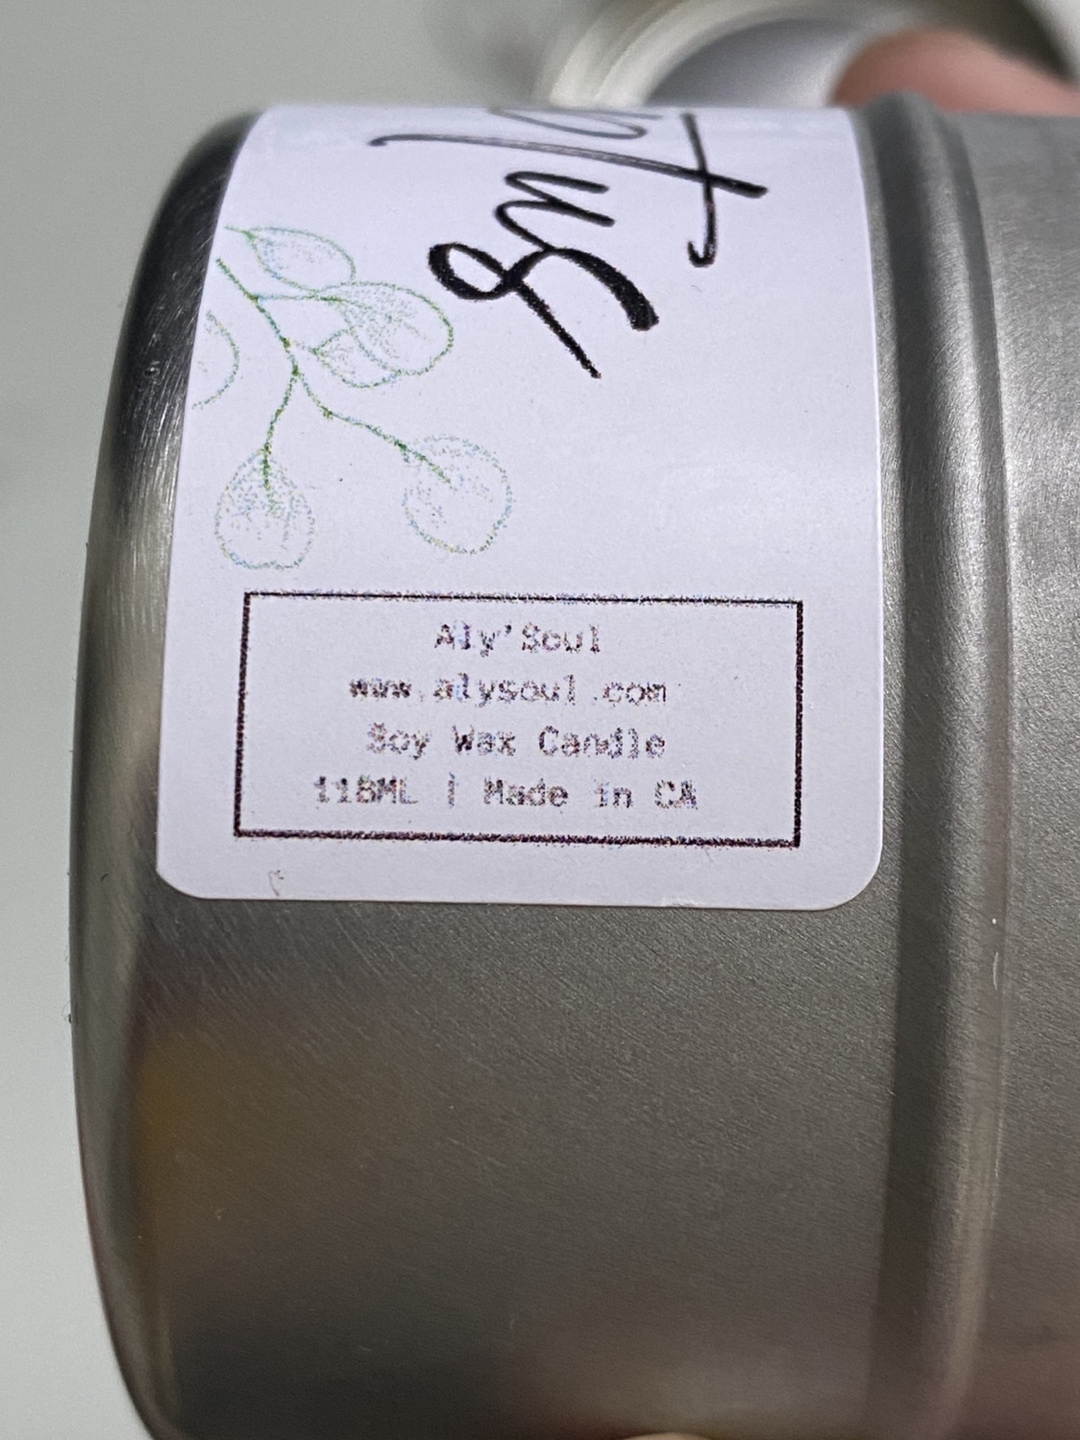 Aly'Soul
www.alysoul.com
Soy Wax Candle
118ML | Made in CA